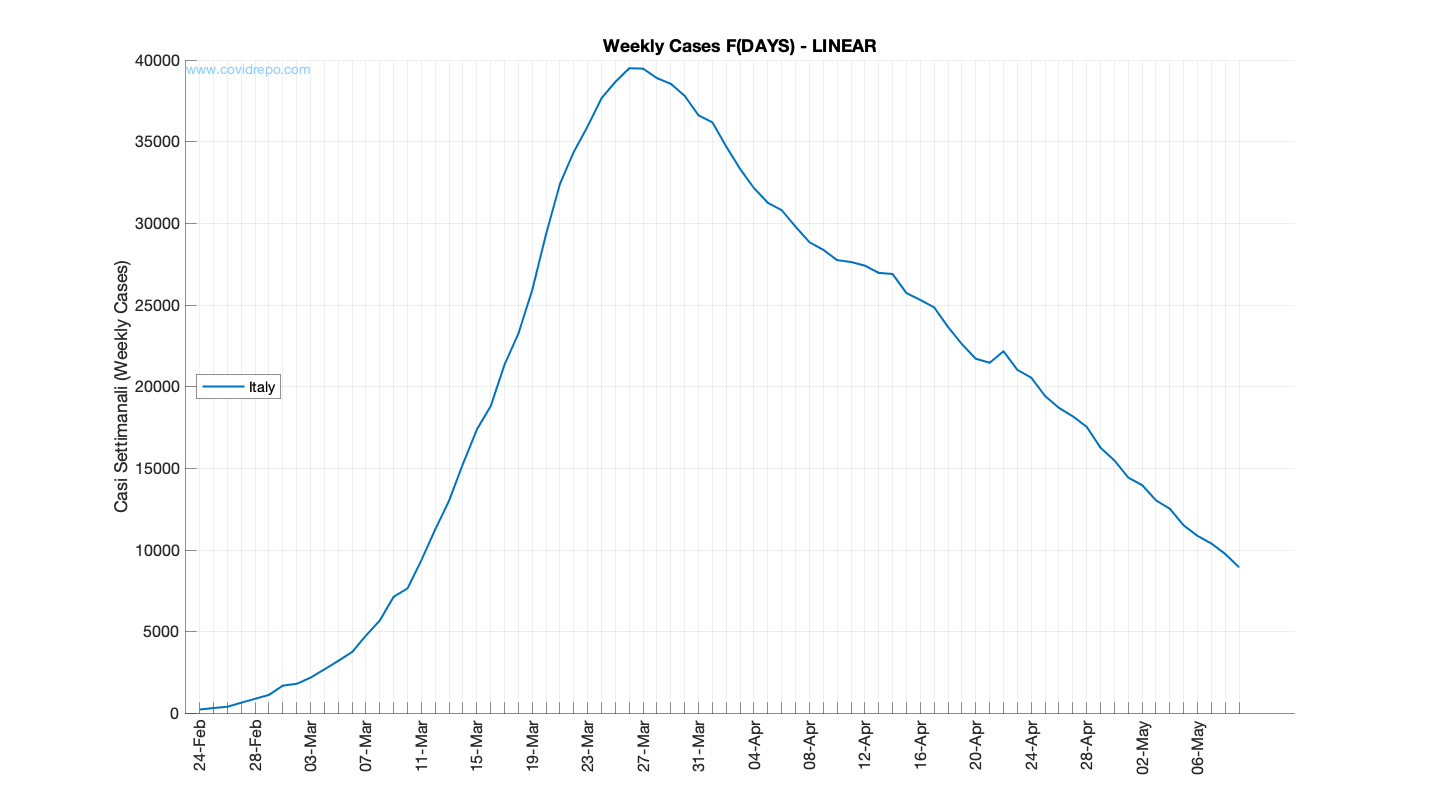 Weekly Cases F(DAYS) - LINEAR
www.covidrepo.com
Casi Settimanali (Weekly Cases)
40000
35000
30000
25000
20000
15000
10000
5000
0
Italy
24-Feb
28-Feb
03-Mar
07-Mar
11-Mar
15-Mar
19-Mar
23-Mar
27-Mar
31-Mar
04-Apr
08-Apr
12-Apr
16-Apr
20-Apr
24-Apr
28-Apr
02-May
06-May